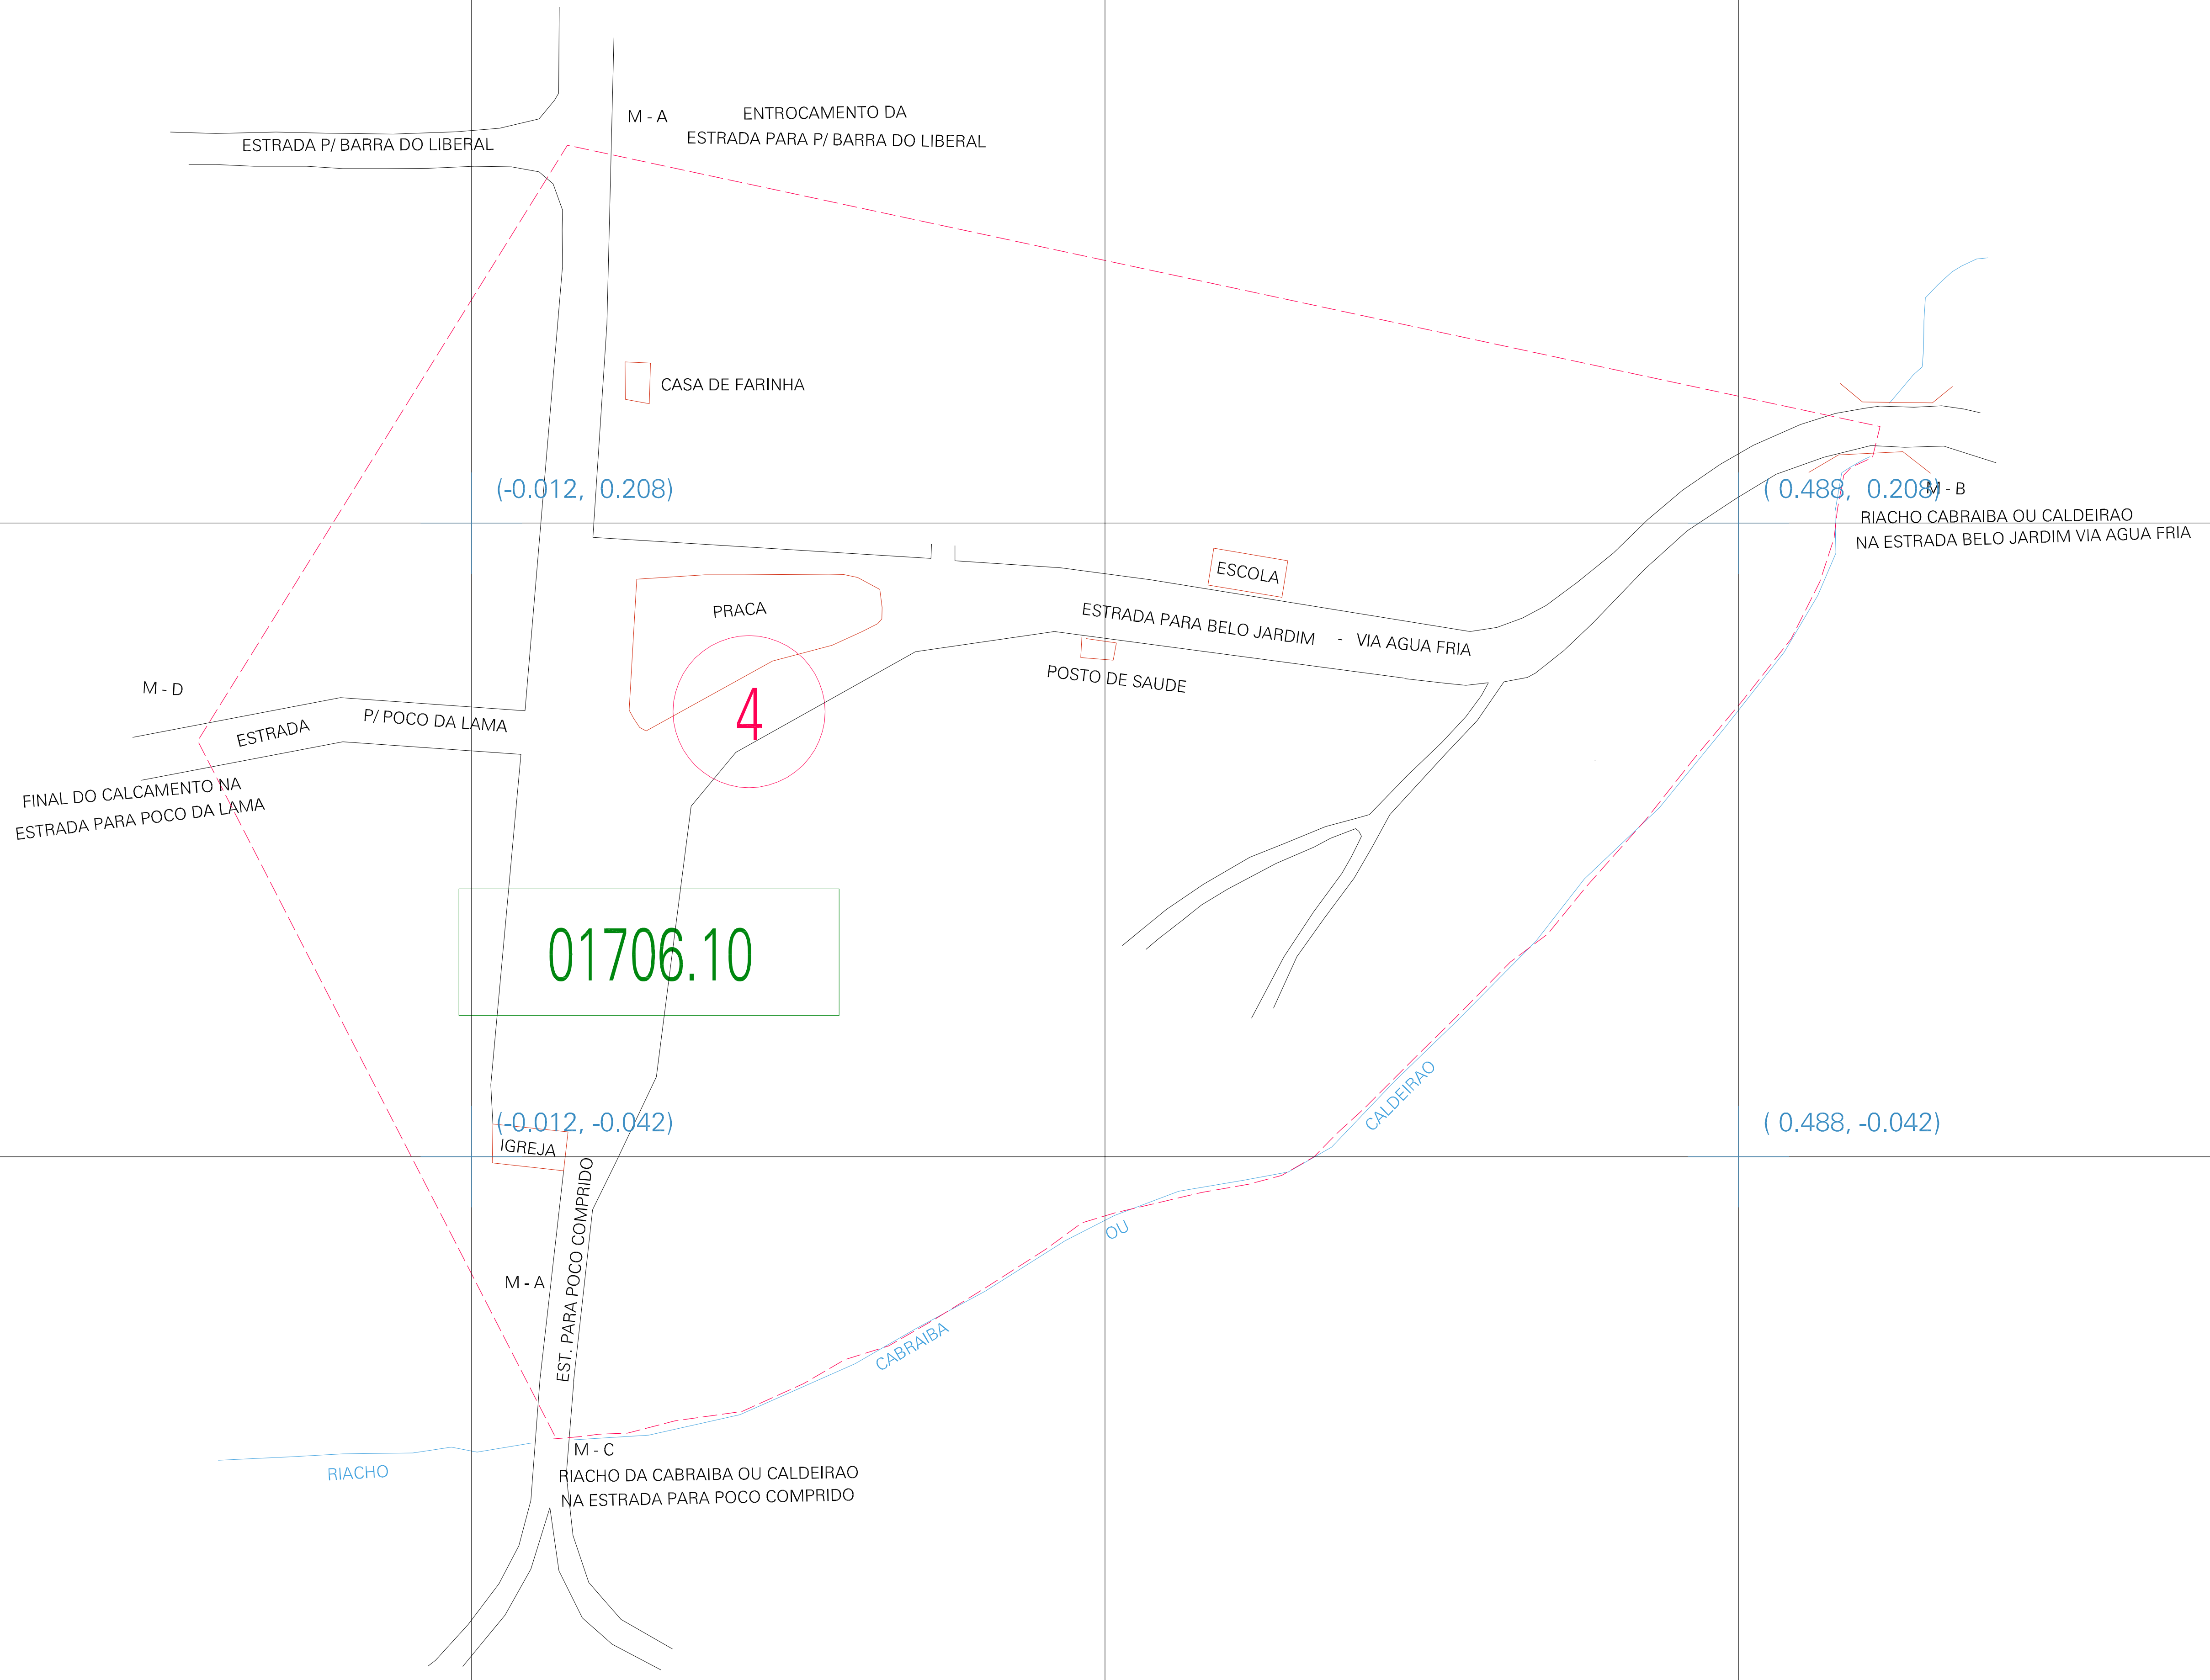 M - A
ENTROCAMENTO DA
ESTRADA PARA P/ BARRA DO LIBERAL
ESTRADA P/ BARRA DO LIBERAL
CASA DE FARINHA
(-0.012, 0.208)
( 0.488, 0.208)
M - B
RIACHO CABRAIBA OU CALDEIRAO
NA ESTRADA BELO JARDIM VIA AGUA FRIA
ESCOLA
PRACA
ESTRADA PARA BELO JARDIM - VIA AGUA FRIA
POSTO DE SAUDE
M - D
4
ESTRADA P/ POCO DA LAMA
FINAL DO CALCAMENTO NA
ESTRADA PARA POCO DA LAMA
01706.10
(-0.012, -0.042)
( 0.488, -0.042)
IGREJA
EST. PARA POCO COMPRIDO
M - A
CALDEIRAO
OU
CABRAIBA
RIACHO
M - C
RIACHO DA CABRAIBA OU CALDEIRAO
NA ESTRADA PARA POCO COMPRIDO